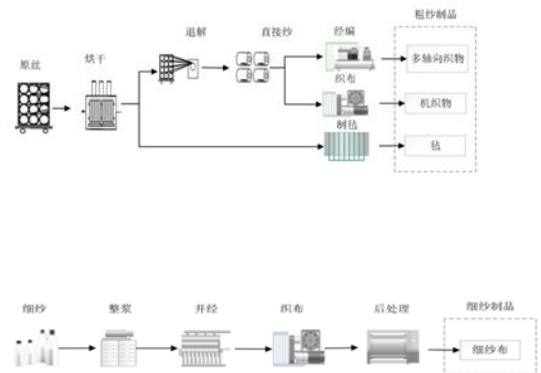 粗纱制品
退解
直接纱
经编
原丝
烘干
多轴向织物
织布
机织物
制毡
毡
细纱
整浆
并经
织布
后处理
细纱制品
细纱布